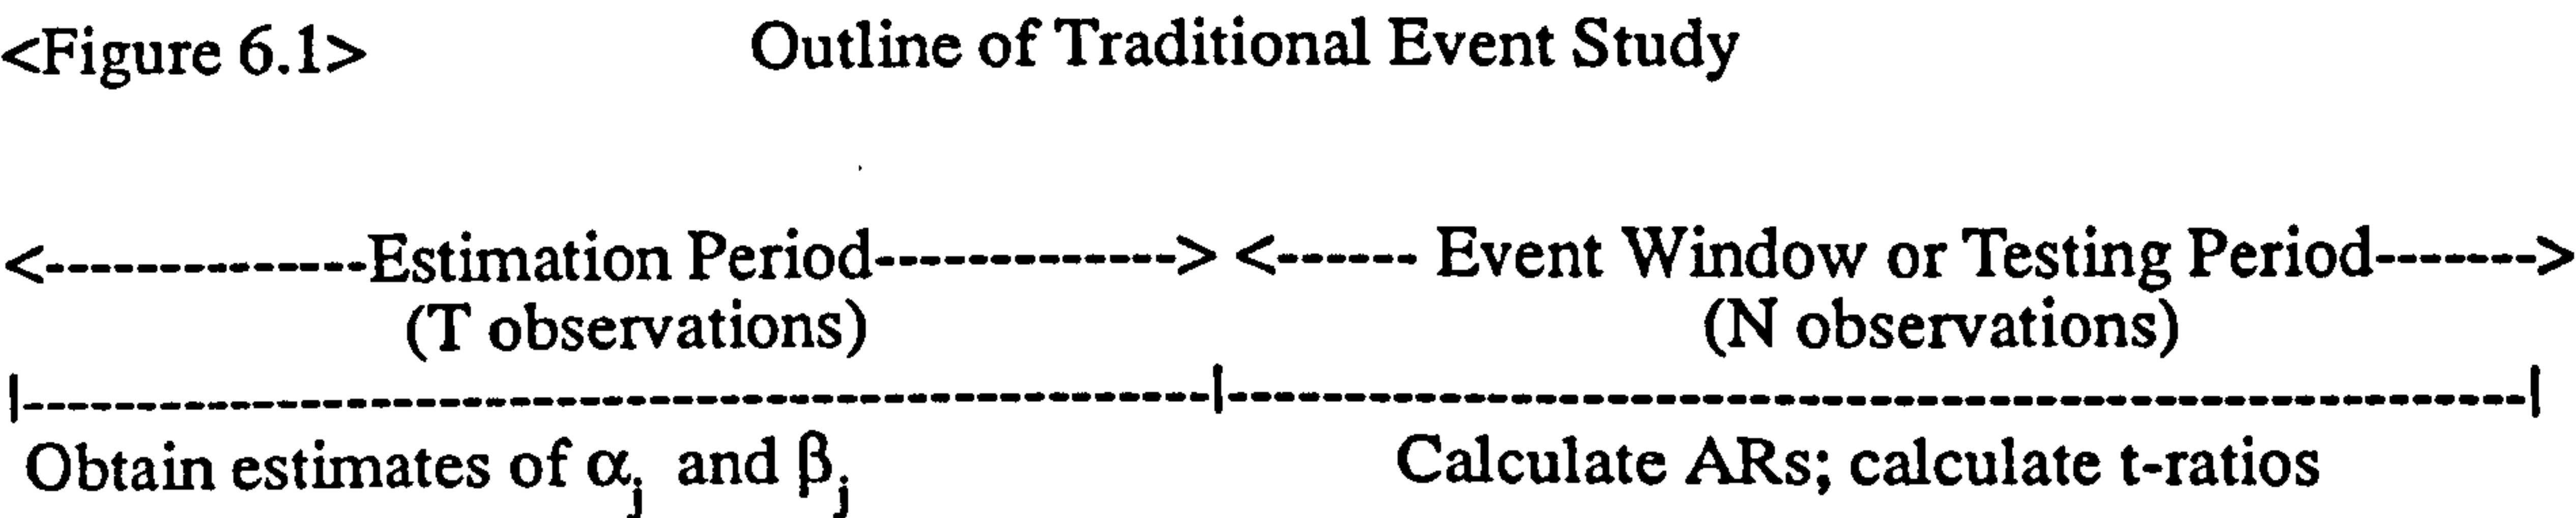 <Figure 6.1> Outline of Traditional Event Study
<--------------Estimation Period-------------> <------ Event Window or Testing Period------->
(T observations) (N observations)
|----------------------------------------------------|---------------------------------------------------------|
Obtain estimates of αj and βj Calculate ARs; calculate t-ratios